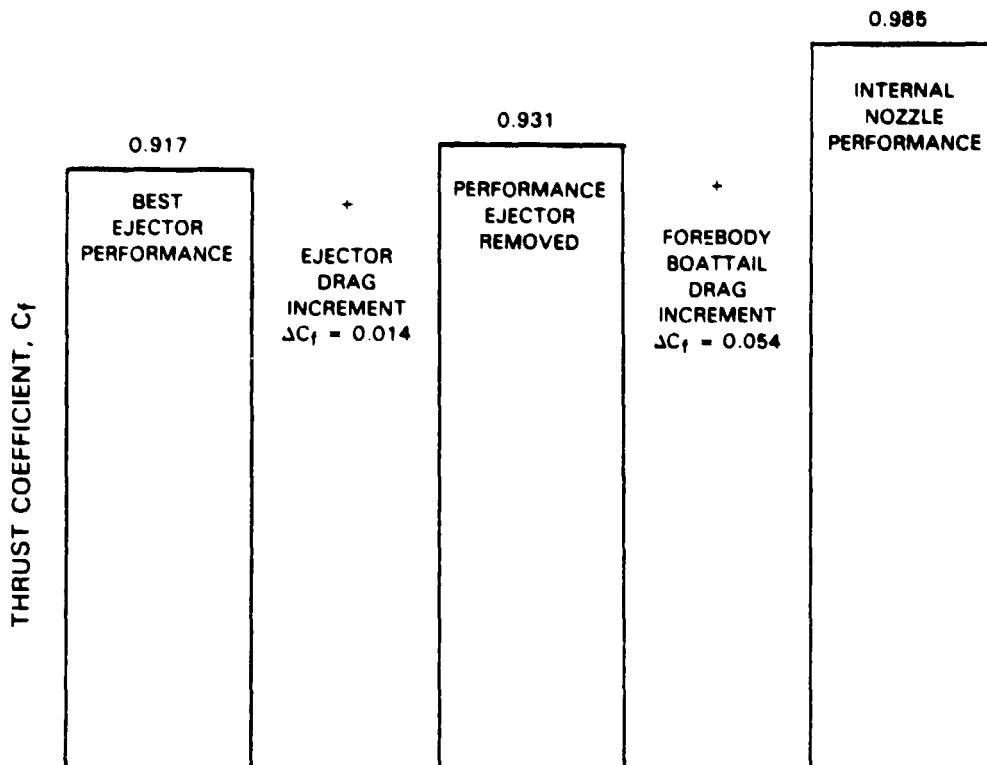 THRUST COEFFICIENT, Cf
0.917
BEST
EJECTOR
PERFORMANCE
+
EJECTOR
DRAG
INCREMENT
ΔCf = 0.014
0.931
PERFORMANCE
EJECTOR
REMOVED
+
FOREBODY
BOATTAIL
DRAG
INCREMENT
ΔCf = 0.054
0.985
INTERNAL
NOZZLE
PERFORMANCE